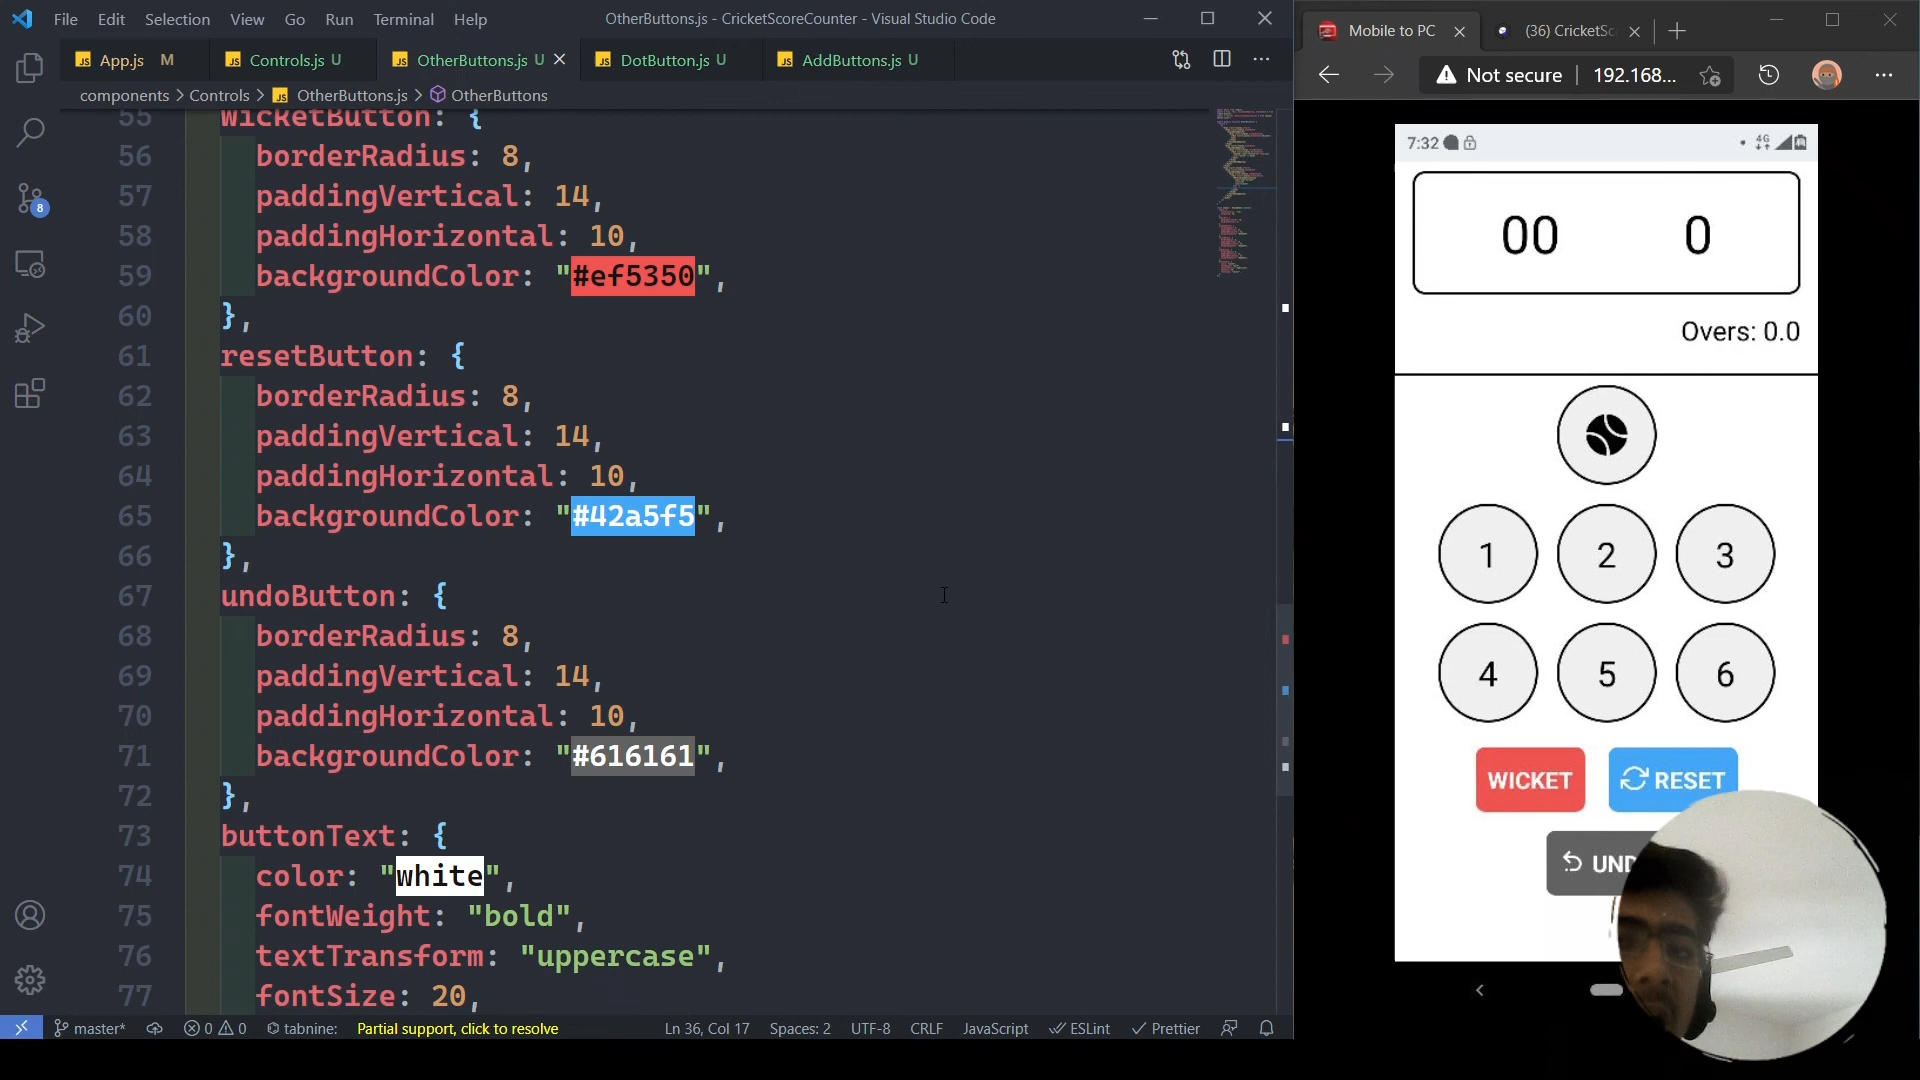 File Edit Selection View Go Run Terminal Help
OtherButtons.js - CricketScoreCounter - Visual Studio Code
App.js M
Controls.js U
OtherButtons.js U
DotButton.js U
AddButtons.js U
components > Controls > OtherButtons.js > OtherButtons
55 wicketButton: {
56 borderRadius: 8,
57 paddingVertical: 14,
58 paddingHorizontal: 10,
59 backgroundColor: "#ef5350",
60 },
61 resetButton: {
62 borderRadius: 8,
63 paddingVertical: 14,
64 paddingHorizontal: 10,
65 backgroundColor: "#42a5f5",
66 },
67 undoButton: {
68 borderRadius: 8,
69 paddingVertical: 14,
70 paddingHorizontal: 10,
71 backgroundColor: "#616161",
72 },
73 buttonText: {
74 color: "white",
75 fontWeight: "bold",
76 textTransform: "uppercase",
77 fontSize: 20,
8
master* 0 0 tabnine: Partial support, click to resolve
Ln 36, Col 17 Spaces: 2 UTF-8 CRLF JavaScript ESLint Prettier
Mobile to PC
(36) CricketSc
Not secure | 192.168...
7:32
4G
00 0
Overs: 0.0
1 2 3
4 5 6
WICKET
RESET
UND